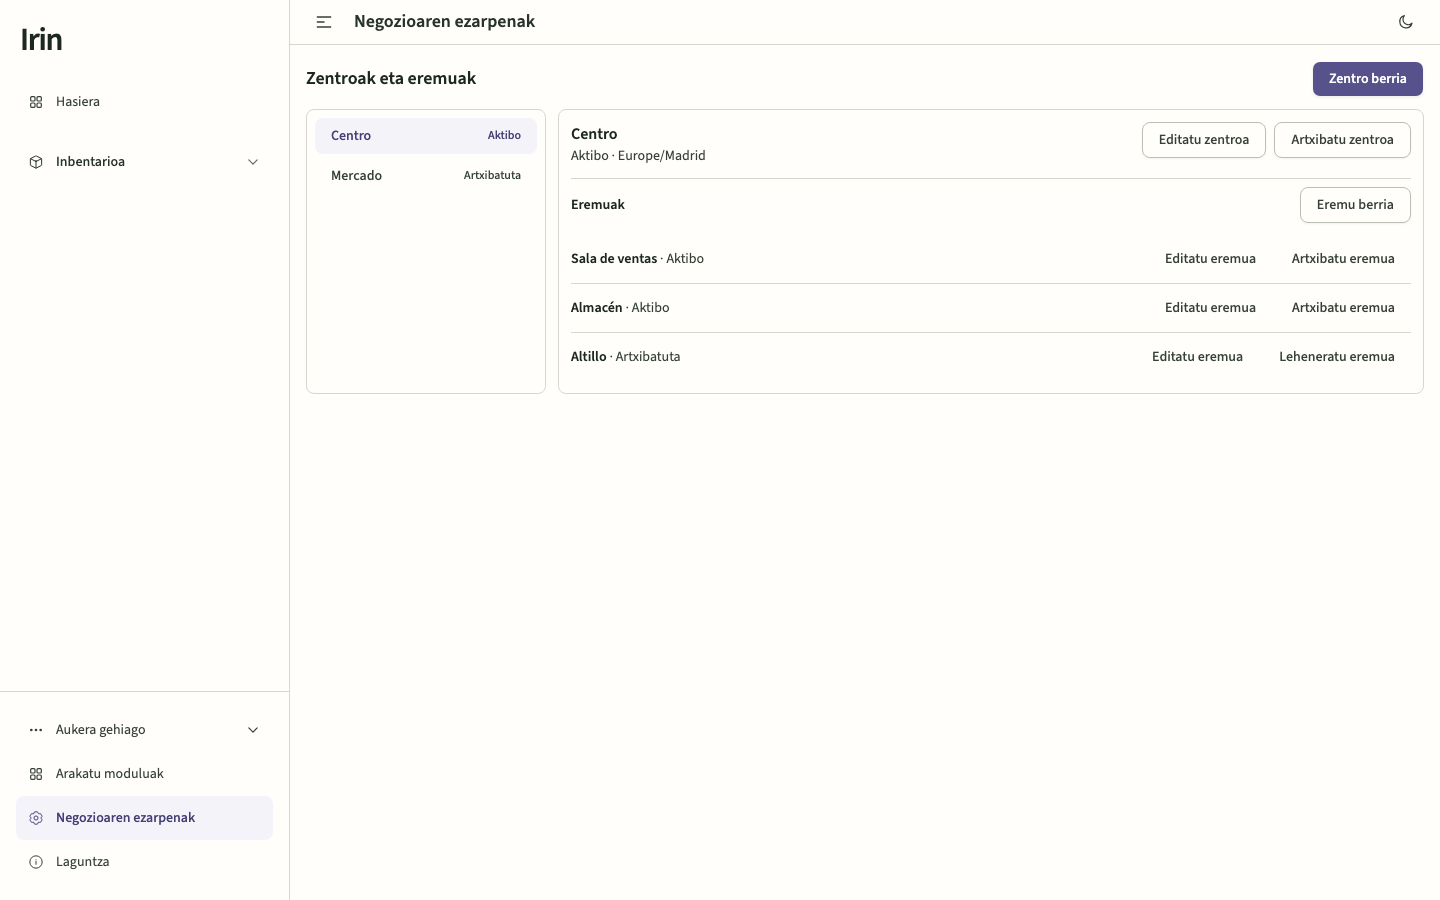 Irin
Hasiera
Inbentarioa
Aukera gehiago
Arakatu moduluak
Negozioaren ezarpenak
Laguntza
Negozioaren ezarpenak
Zentroak eta eremuak
Zentro berria
Centro Aktibo
Mercado Artxibatuta
Centro
Aktibo · Europe/Madrid
Editatu zentroa Artxibatu zentroa
Eremuak Eremu berria
Sala de ventas · Aktibo Editatu eremua Artxibatu eremua
Almacén · Aktibo Editatu eremua Artxibatu eremua
Altillo · Artxibatuta Editatu eremua Leheneratu eremua